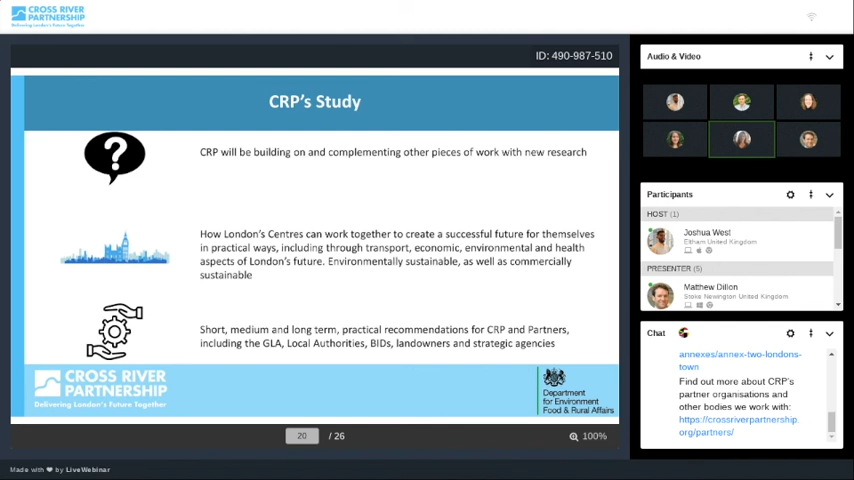 CROSS RIVER
PARTNERSHIP
Delivering London's Future Together
ID: 490-987-510
CRP's Study
CRP will be building on and complementing other pieces of work with new research
How London's Centres can work together to create a successful future for themselves
in practical ways, including through transport, economic, environmental and health
aspects of London's future. Environmentally sustainable, as well as commercially
sustainable
Short, medium and long term, practical recommendations for CRP and Partners,
including the GLA, Local Authorities, BIDs, landowners and strategic agencies
CROSS RIVER
PARTNERSHIP
Delivering London's Future Together
Department
for Environment
Food & Rural Affairs
20 / 26
100%
Audio & Video
Participants
HOST (1)
Joshua West
Eltham United Kingdom
PRESENTER (5)
Matthew Dillon
Stoke Newington United Kingdom
Chat
annexes/annex-two-londons-
town
Find out more about CRP's
partner organisations and
other bodies we work with:
https://crossriverpartnership.
org/partners/
Made with ❤ by LiveWebinar